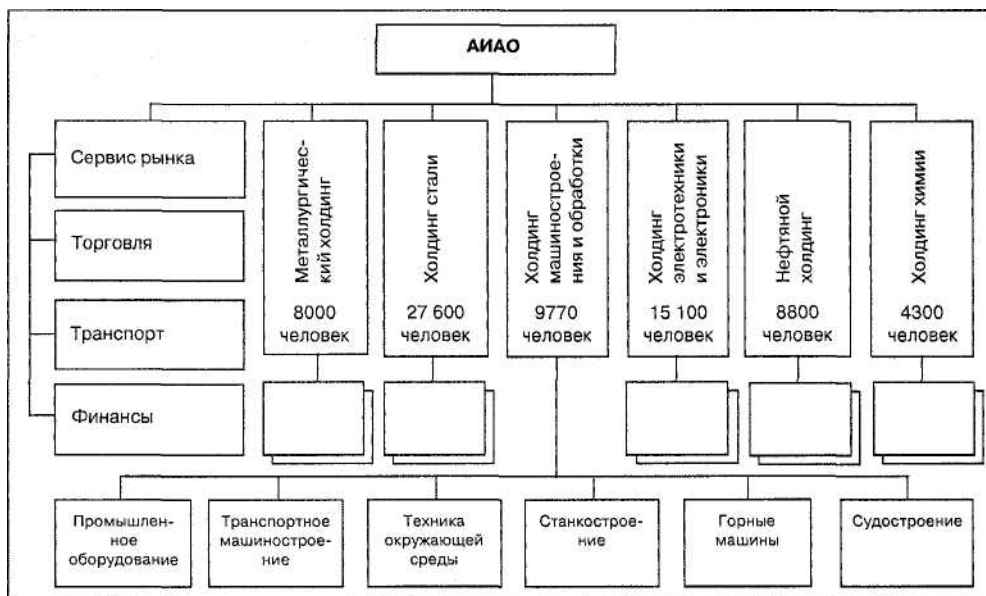 АИАО
Сервис рынка
Торговля
Транспорт
Финансы
Металлургичес-
кий холдинг
8000
человек
Холдинг стали
27 600
человек
Холдинг
машинострое-
ния и обработки
9770
человек
Холдинг
электротехники
и электроники
15 100
человек
Нефтяной
холдинг
8800
человек
Холдинг химии
4300
человек
Промышлен-
ное
оборудование
Транспортное
машинострое-
ние
Техника
окружающей
среды
Станкострое-
ние
Горные
машины
Судостроение